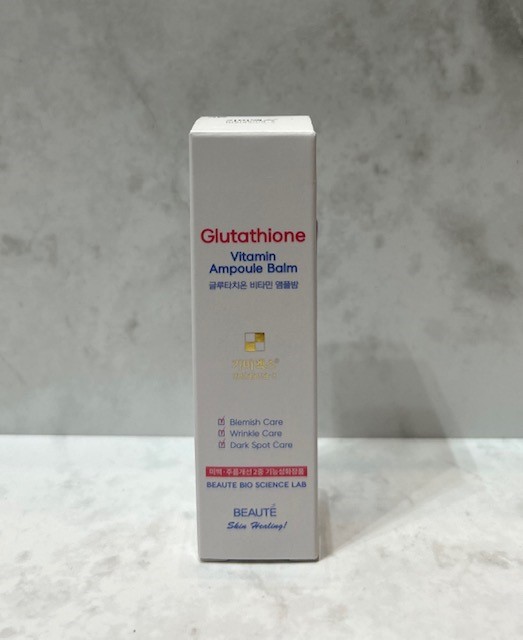 Glutathione
Vitamin
Ampoule Balm
글루타치온 비타민 앰플밤
Blemish Care
Wrinkle Care
Dark Spot Care
미백·주름개선 2중 기능성화장품
BEAUTE BIO SCIENCE LAB
BEAUTÉ
Skin Healing!